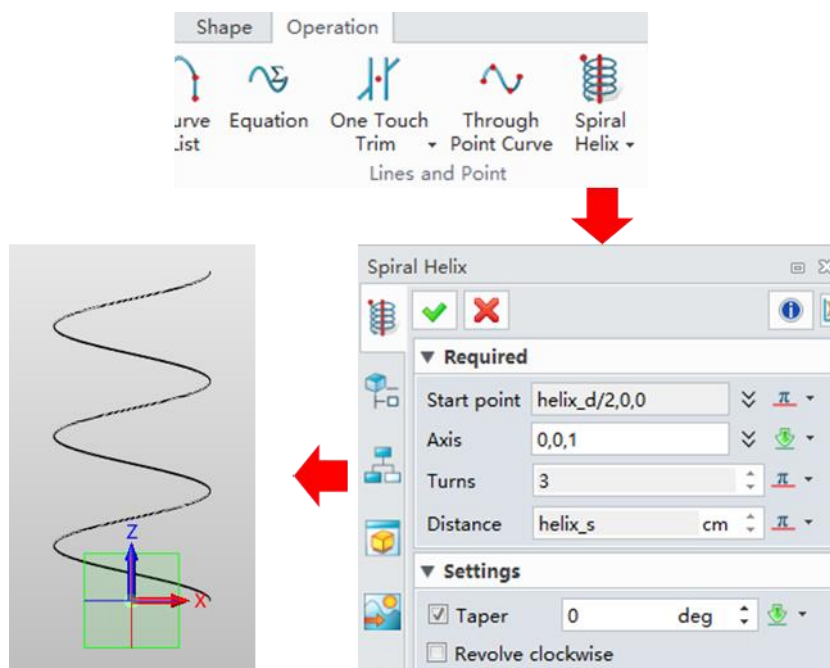 Shape Operation
urve List
Equation
One Touch Trim
Through Point Curve
Spiral Helix
Lines and Point
Spiral Helix
Required
Start point helix_d/2,0,0
Axis 0,0,1
Turns 3
Distance helix_s cm
Settings
Taper 0 deg
Revolve clockwise
Z
X